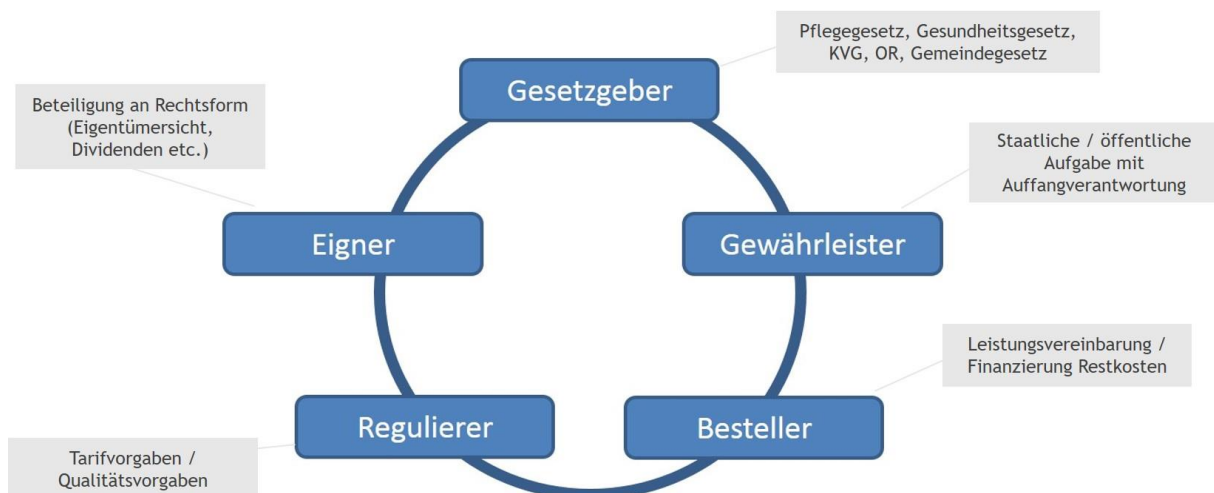 Pflegegesetz, Gesundheitsgesetz,
KVG, OR, Gemeindegesetz
Gesetzgeber
Beteiligung an Rechtsform
(Eigentümersicht,
Dividenden etc.)
Staatliche / öffentliche
Aufgabe mit
Auffangverantwortung
Eigner
Gewährleister
Leistungsvereinbarung /
Finanzierung Restkosten
Regulierer
Besteller
Tarifvorgaben /
Qualitätsvorgaben